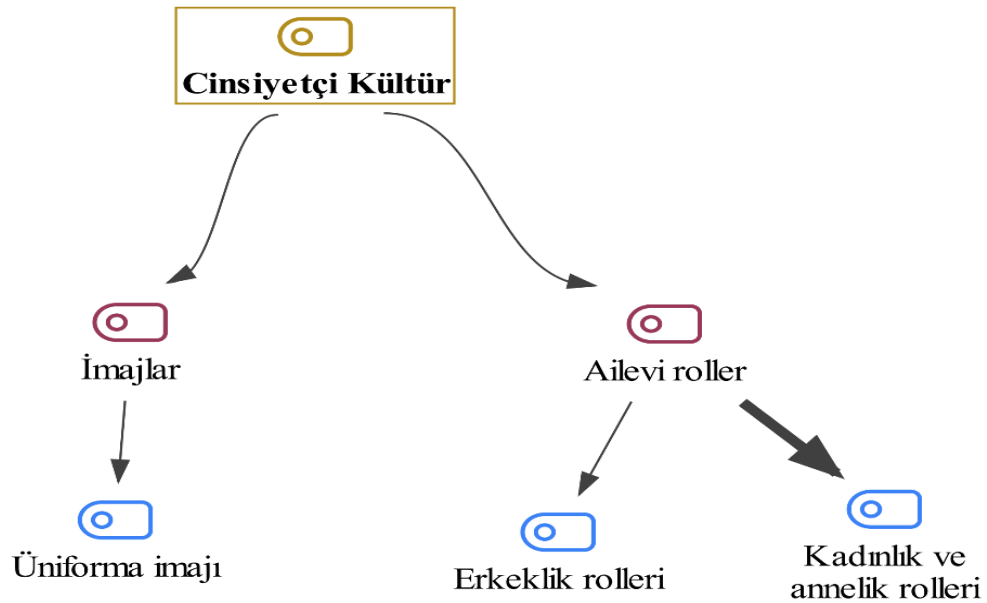 Cinsiyetçi Kültür
İmajlar
Ailevi roller
Üniforma imajı
Erkeklik rolleri
Kadınlık ve
annelik rolleri